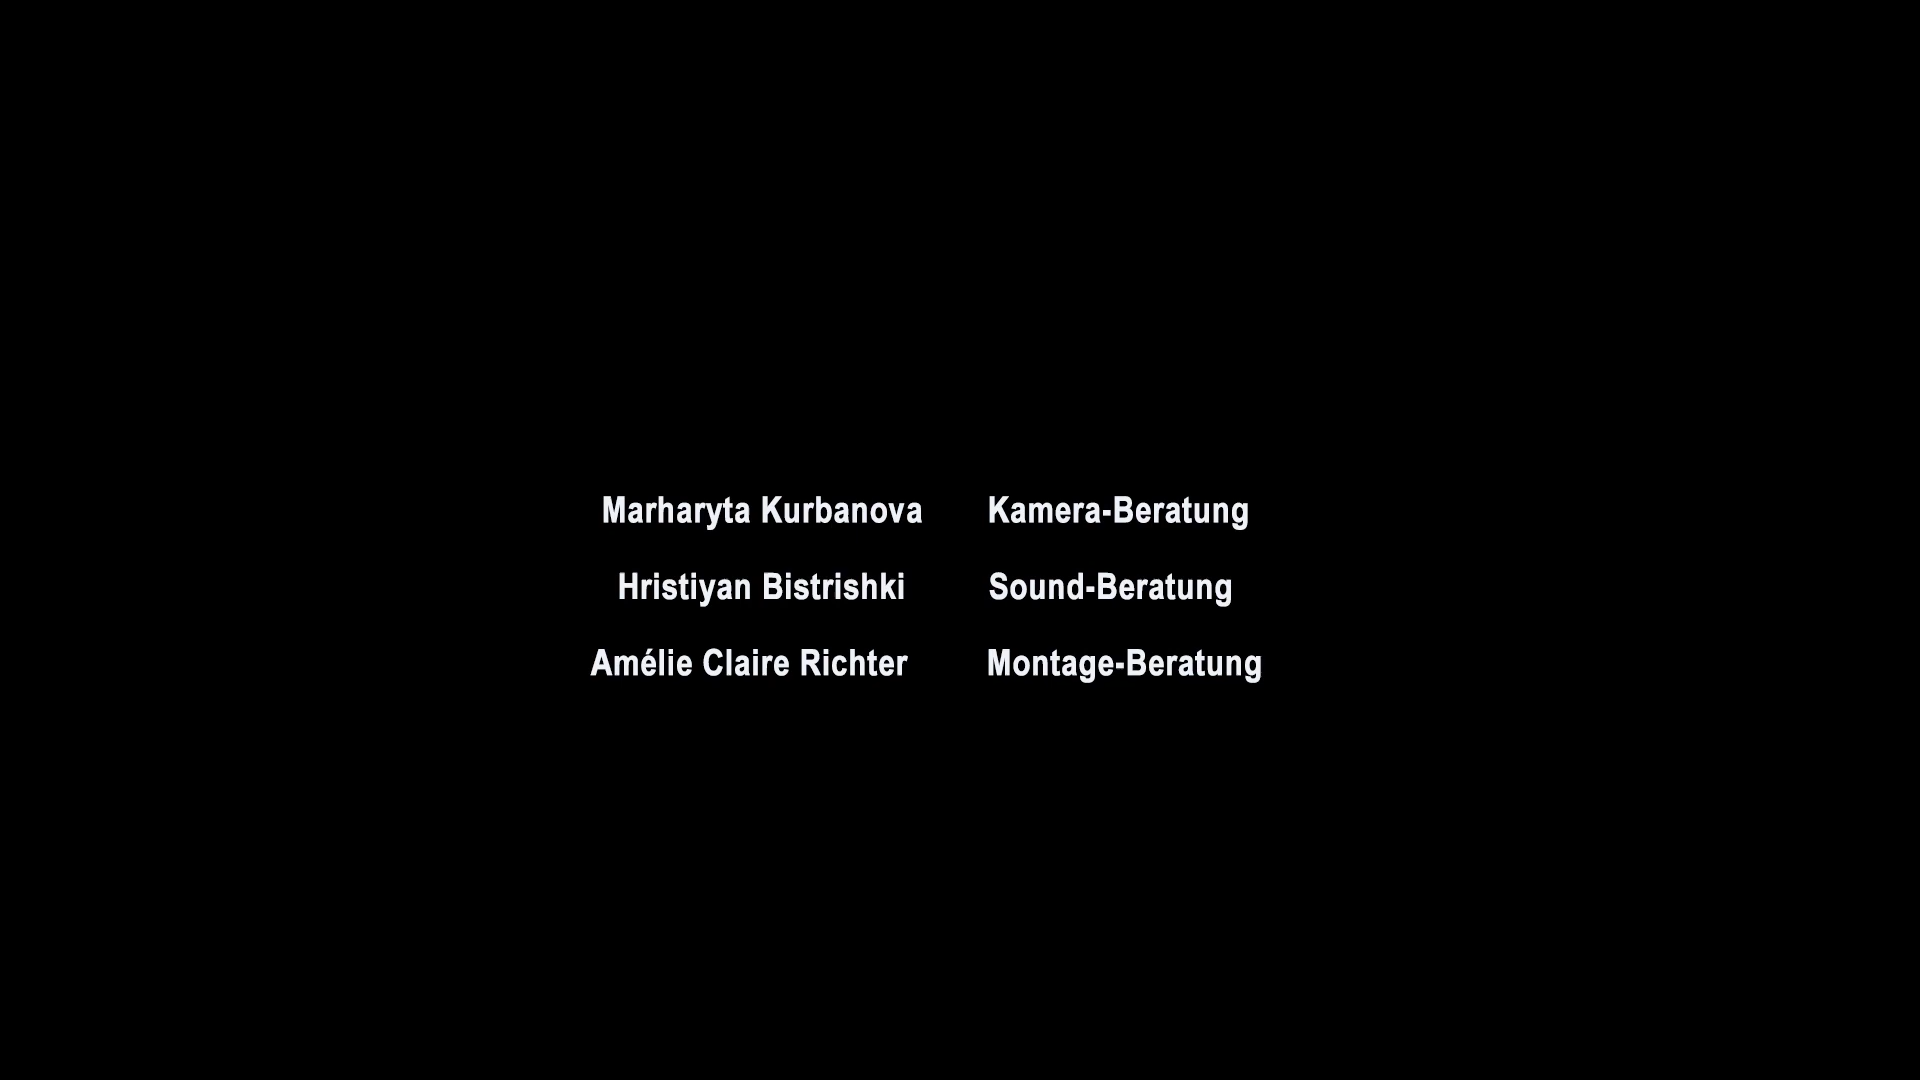 Marharyta Kurbanova Kamera-Beratung
Hristiyan Bistrishki Sound-Beratung
Amélie Claire Richter Montage-Beratung